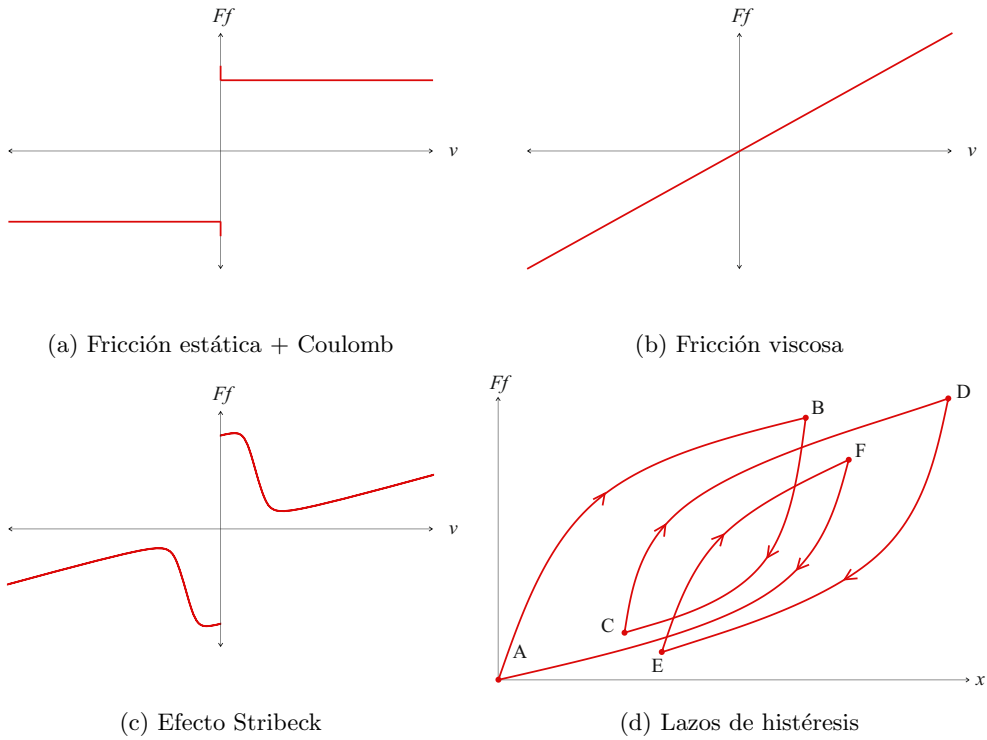 Ff
v
(a) Fricción estática + Coulomb
Ff
v
(b) Fricción viscosa
Ff
v
(c) Efecto Stribeck
Ff
D
B
F
C
A
E
x
(d) Lazos de histéresis